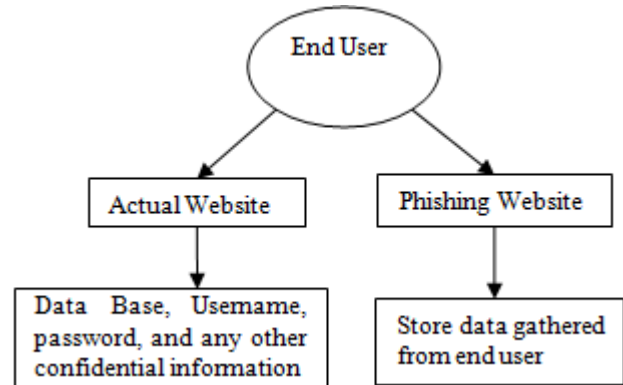 End User
Actual Website
Phishing Website
Data Base, Username,
password, and any other
confidential information
Store data gathered
from end user